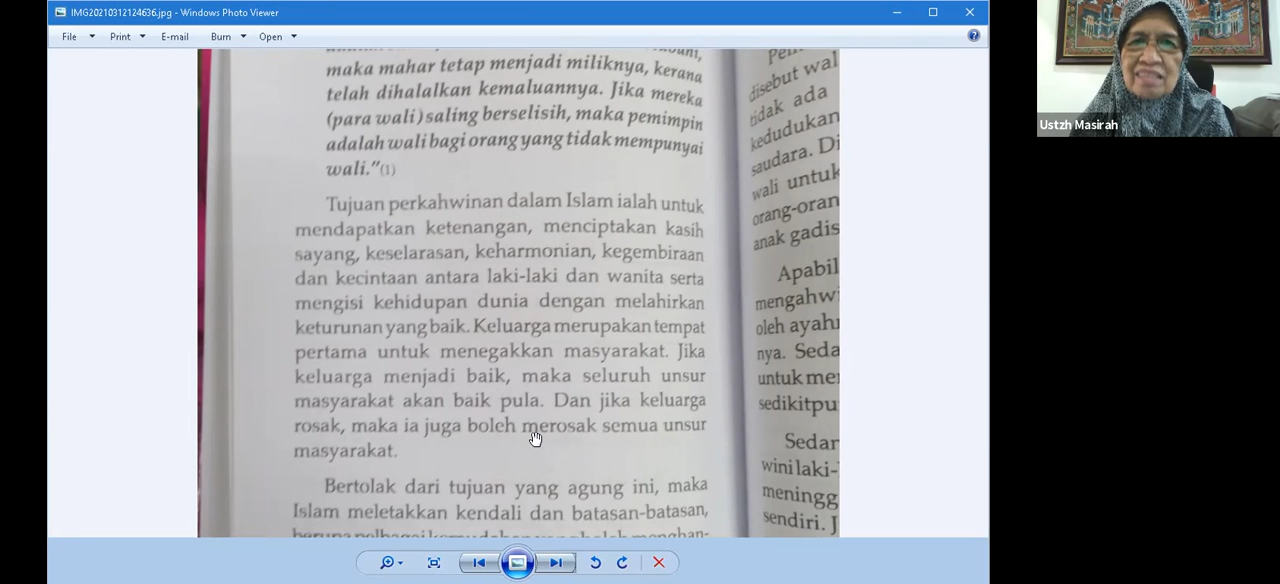 IMG20210312124636.jpg - Windows Photo Viewer
File Print E-mail Burn Open
maka mahar tetap menjadi miliknya, kerana
telah dihalalkan kemaluannya. Jika mereka
(para wali) saling berselisih, maka pemimpin
adalah wali bagi orang yang tidak mempunyai
wali."(1)
Tujuan perkahwinan dalam Islam ialah untuk
mendapatkan ketenangan, menciptakan kasih
sayang, keselarasan, keharmonian, kegembiraan
dan kecintaan antara laki-laki dan wanita serta
mengisi kehidupan dunia dengan melahirkan
keturunan yang baik. Keluarga merupakan tempat
pertama untuk menegakkan masyarakat. Jika
keluarga menjadi baik, maka seluruh unsur
masyarakat akan baik pula. Dan jika keluarga
rosak, maka ia juga boleh merosak semua unsur
masyarakat.
Bertolak dari tujuan yang agung ini, maka
Islam meletakkan kendali dan batasan-batasan,
disebut wal
tidak ada
kedudukan
saudara. Di
wali untuk
orang-oran
anak gadis
Apabil
mengahwi
oleh ayahn
nya. Seda
untuk me
sedikitpu
Sedar
wini laki-
meningg
sendiri. J
Ustzh Masirah